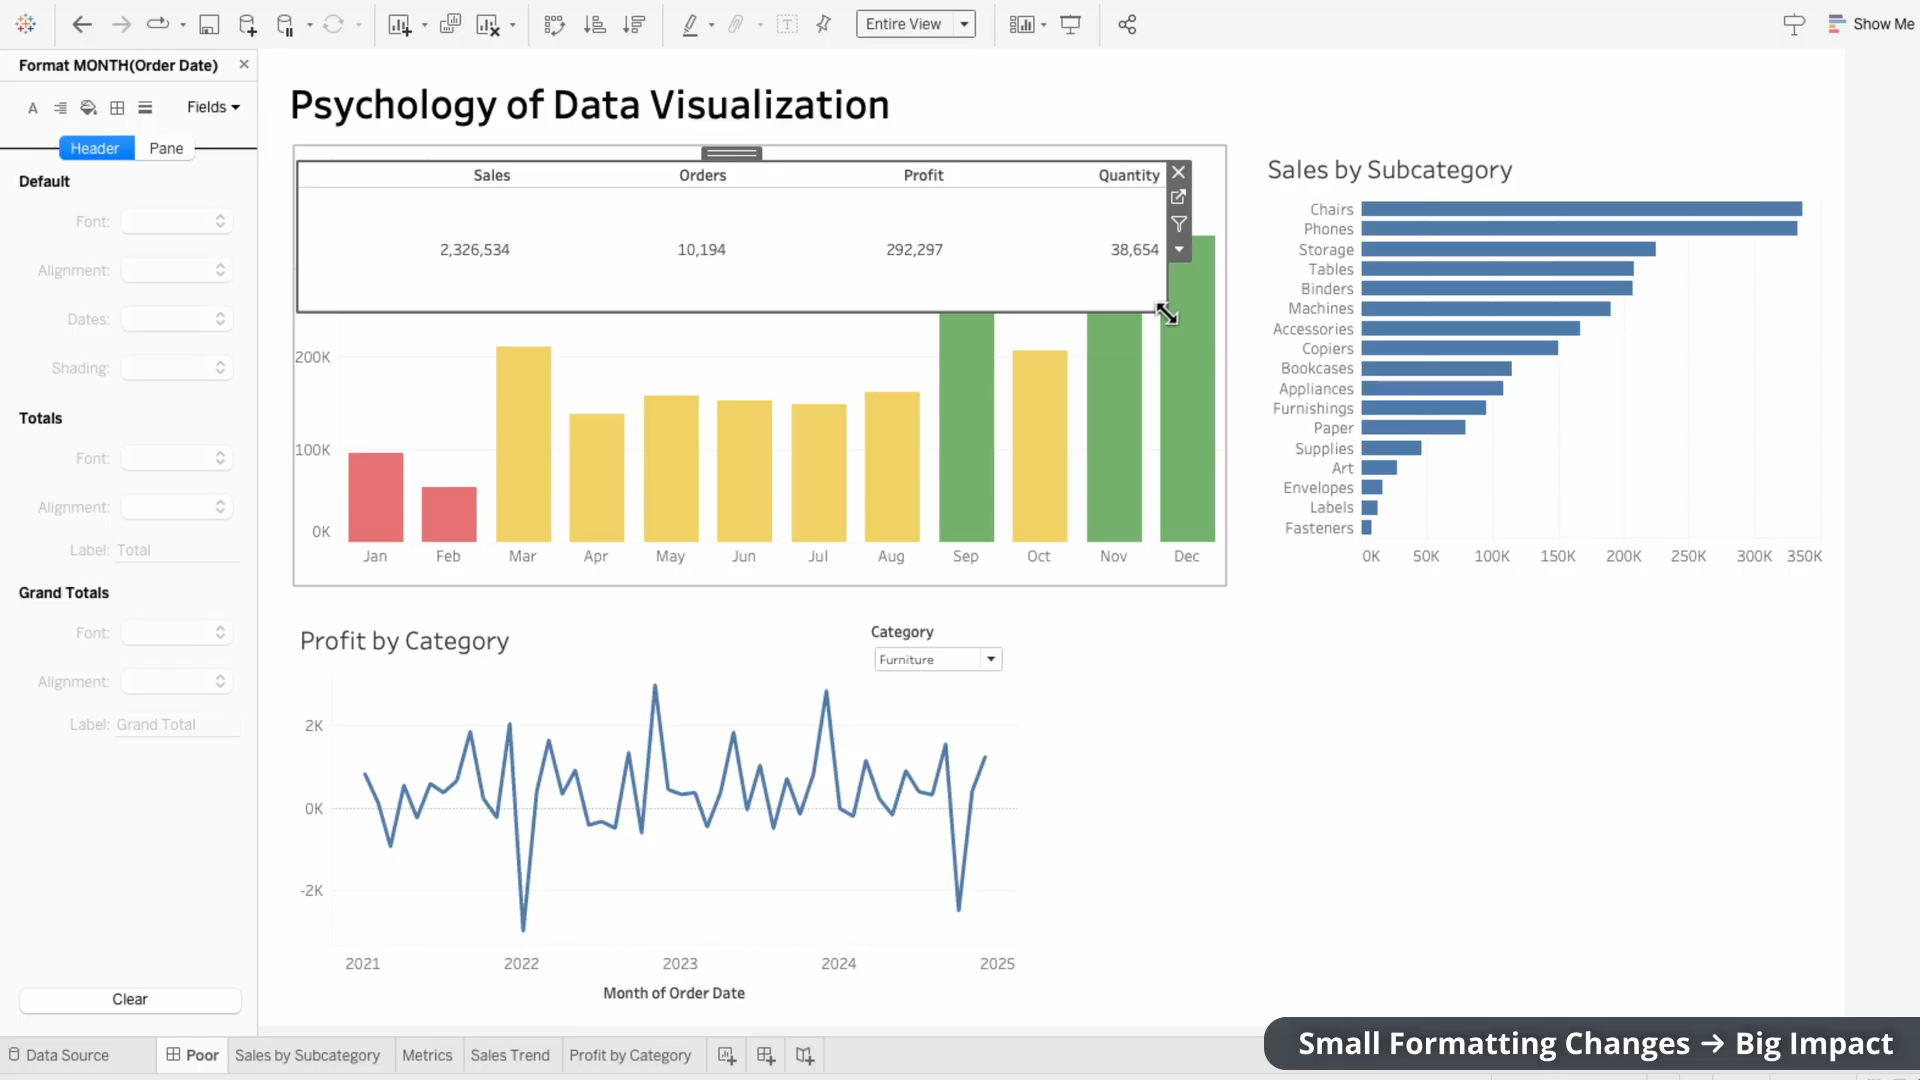 Entire View
Show Me
Format MONTH(Order Date)
A
Fields
Header
Pane
Default
Font:
Alignment:
Dates:
Shading:
Totals
Font:
Alignment:
Label: Total
Grand Totals
Font:
Alignment:
Label: Grand Total
Clear
Psychology of Data Visualization
Sales Orders Profit Quantity
2,326,534 10,194 292,297 38,654
200K
100K
0K
Jan Feb Mar Apr May Jun Jul Aug Sep Oct Nov Dec
Sales by Subcategory
Chairs
Phones
Storage
Tables
Binders
Machines
Accessories
Copiers
Bookcases
Appliances
Furnishings
Paper
Supplies
Art
Envelopes
Labels
Fasteners
0K 50K 100K 150K 200K 250K 300K 350K
Profit by Category
Category
Furniture
2K
0K
-2K
2021 2022 2023 2024 2025
Month of Order Date
Small Formatting Changes → Big Impact
Data Source Poor Sales by Subcategory Metrics Sales Trend Profit by Category